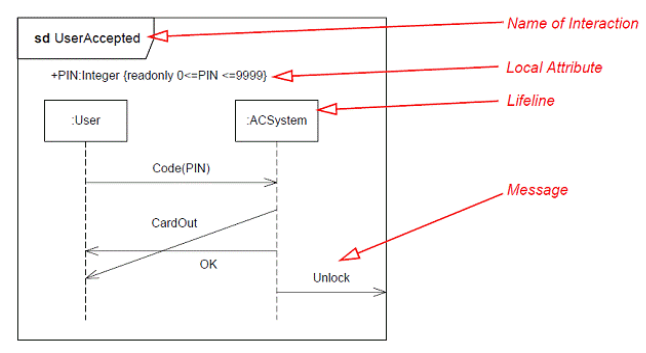 Name of Interaction
sd UserAccepted
+PIN:Integer {readonly 0<=PIN <=9999}
Local Attribute
Lifeline
:User
:ACSystem
Code(PIN)
Message
CardOut
OK
Unlock